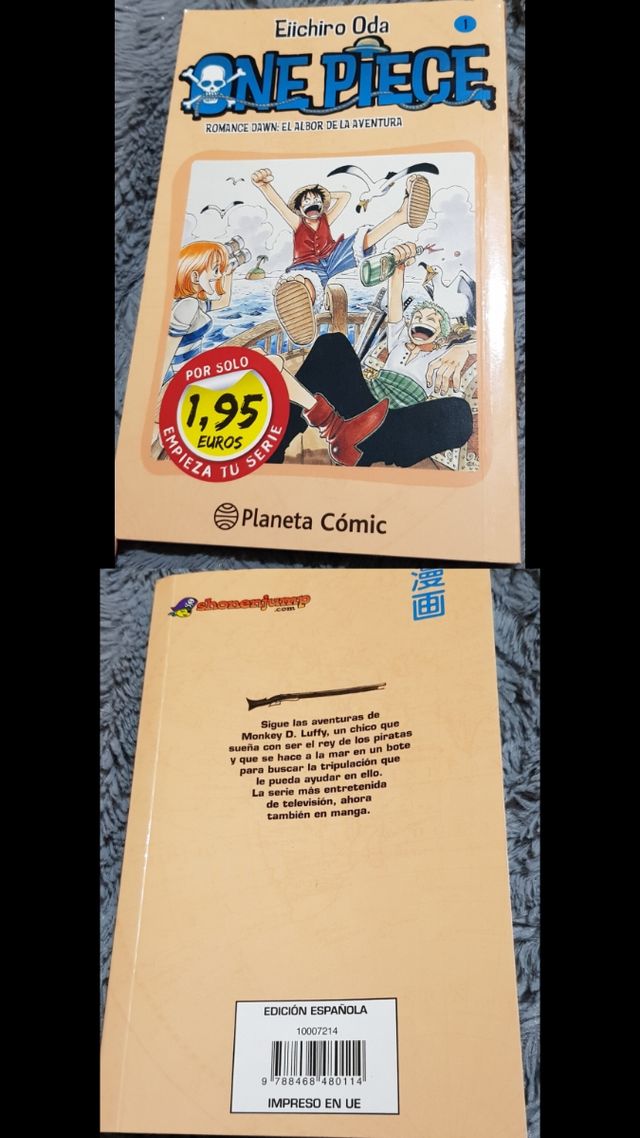 Eiichiro Oda
1
ONE PIECE
ROMANCE DAWN: EL ALBOR DE LA AVENTURA
POR SOLO
1,95
EUROS
EMPIEZA TU SERIE
Planeta Cómic
shonenjump
.com
漫画
Sigue las aventuras de
Monkey D. Luffy, un chico que
sueña con ser el rey de los piratas
y que se hace a la mar en un bote
para buscar la tripulación que
le pueda ayudar en ello.
La serie más entretenida
de televisión, ahora
también en manga.
EDICIÓN ESPAÑOLA
10007214
9 788468 480114
IMPRESO EN UE